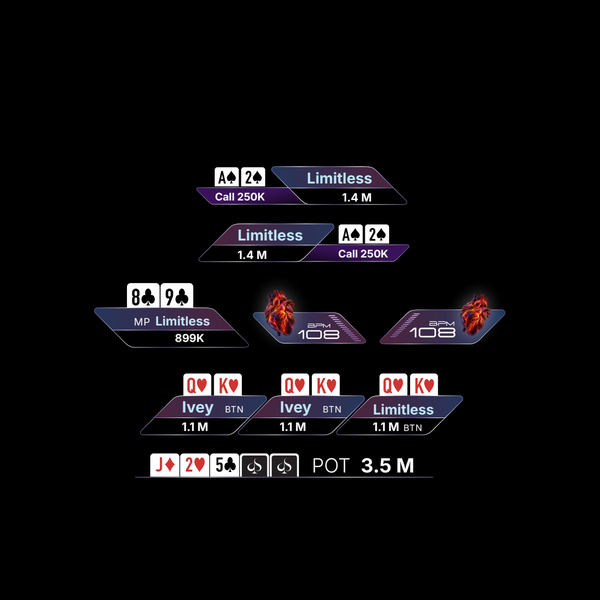 A♠ 2♠ Limitless
Call 250K 1.4 M
Limitless A♠ 2♠
1.4 M Call 250K
8♣ 9♣
MP Limitless
899K
BPM
108
BPM
108
Q♥ K♥ Q♥ K♥ Q♥ K♥
Ivey BTN Ivey BTN Limitless
1.1 M 1.1 M 1.1 M BTN
J♦ 2♥ 5♣ POT 3.5 M